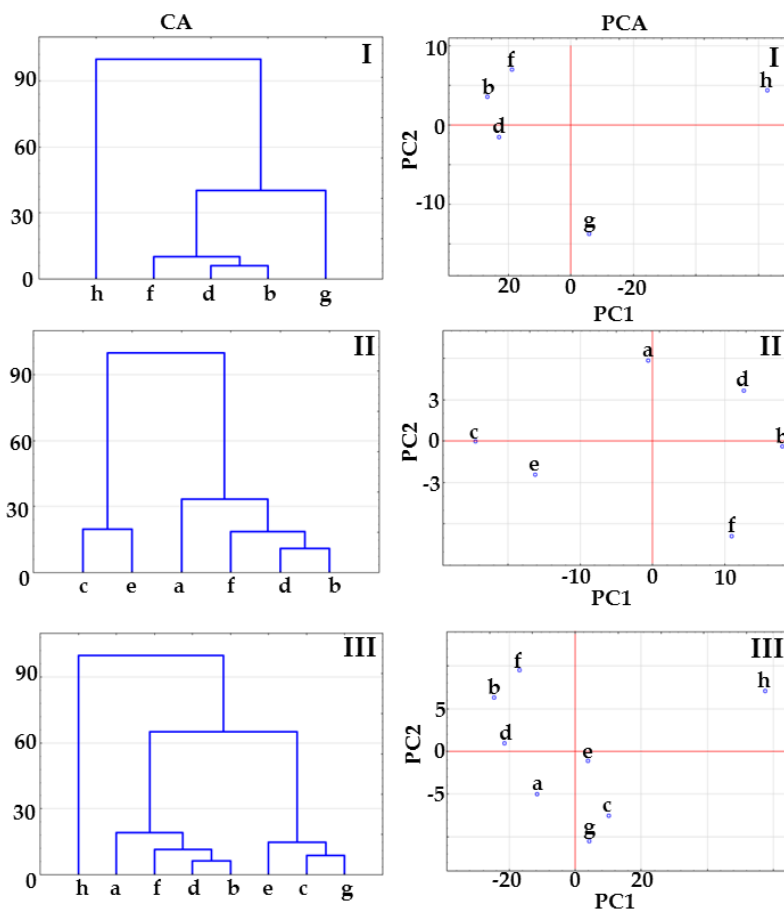 CA
PCA
I
90
60
30
0
h f d b g
I
10
0
-10
PC2
f
b
h
d
g
20 0 -20
PC1
II
90
60
30
0
c e a f d b
II
3
0
-3
PC2
a
d
c
b
e
f
-10 0 10
PC1
III
90
60
30
0
h a f d b e c g
III
5
0
-5
PC2
f
b
h
d
e
a
c
g
-20 0 20
PC1